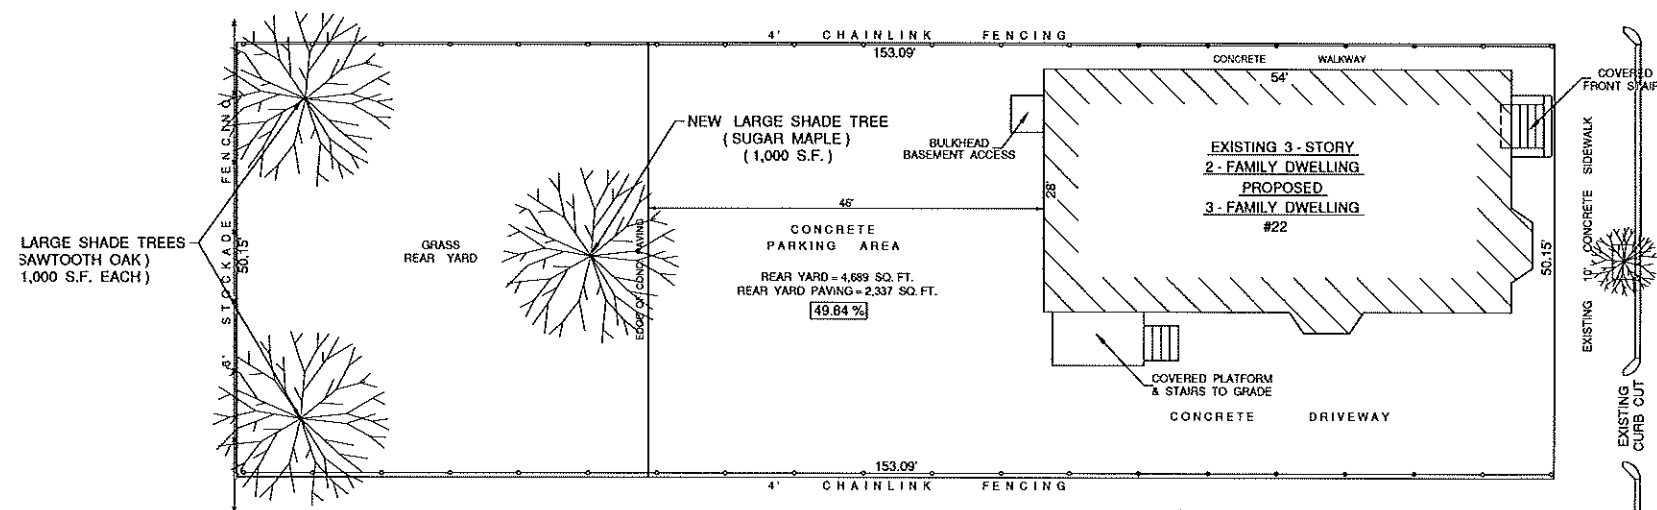 4' CHAINLINK FENCING
153.09'
CONCRETE WALKWAY
54'
COVERED
FRONT STAIR
NEW LARGE SHADE TREE
(SUGAR MAPLE)
(1,000 S.F.)
BULKHEAD
BASEMENT ACCESS
EXISTING 3-STORY
2-FAMILY DWELLING
PROPOSED
3-FAMILY DWELLING
#22
28'
46'
CONCRETE
PARKING AREA
REAR YARD = 4,689 SQ. FT.
REAR YARD PAVING = 2,337 SQ. FT.
49.84 %
GRASS
REAR YARD
EDGE OF CONC. PAVING
LARGE SHADE TREES
SAWTOOTH OAK)
1,000 S.F. EACH)
6' STOCKADE FENCING
50.15'
50.15'
EXISTING 10' CONCRETE SIDEWALK
COVERED PLATFORM
& STAIRS TO GRADE
CONCRETE DRIVEWAY
EXISTING
CURB CUT
153.09'
4' CHAINLINK FENCING